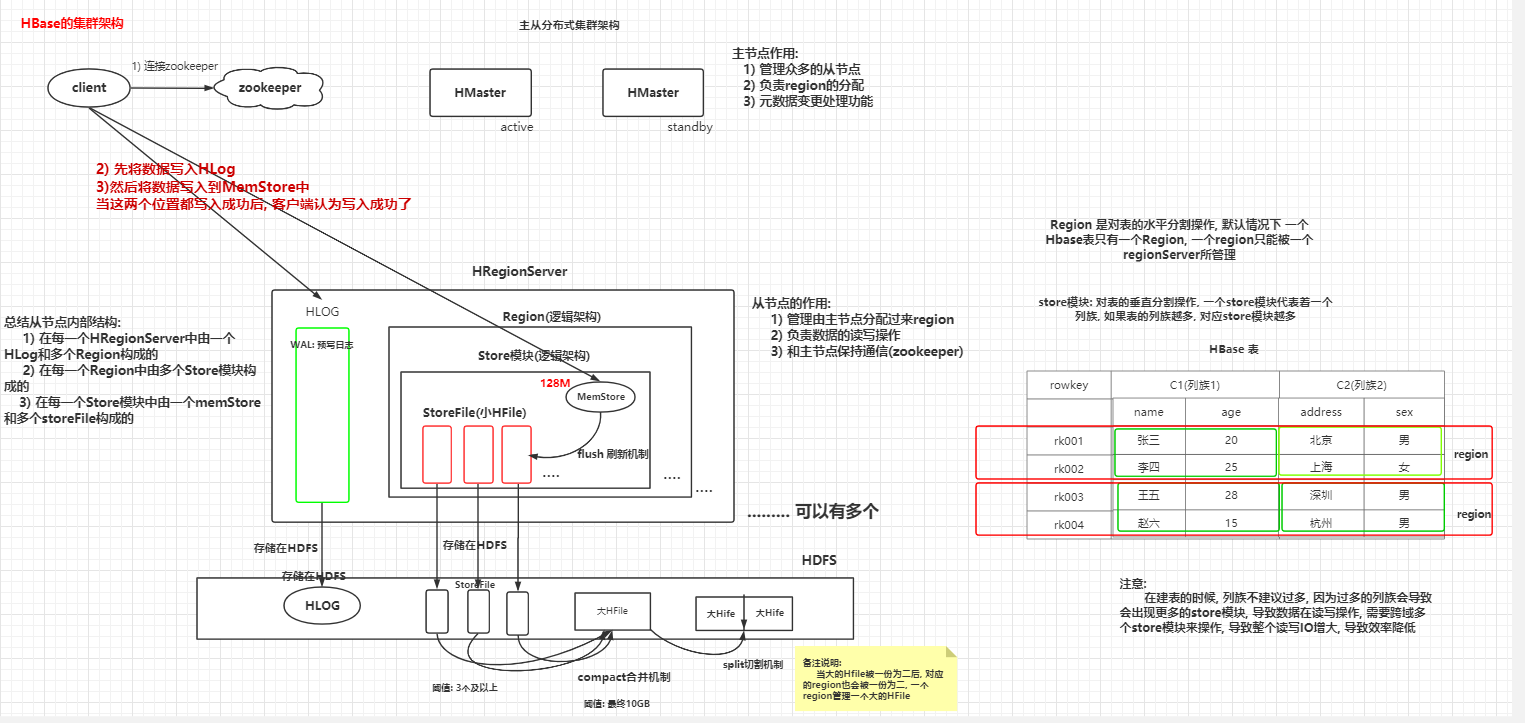 HBase的集群架构
主从分布式集群架构
1) 连接zookeeper
client
zookeeper
HMaster
active
HMaster
standby
主节点作用:
1) 管理众多的从节点
2) 负责region的分配
3) 元数据变更处理功能
2) 先将数据写入HLog
3)然后将数据写入到MemStore中
当这两个位置都写入成功后, 客户端认为写入成功了
HRegionServer
总结从节点内部结构:
1) 在每一个HRegionServer中由一个
HLog和多个Region构成的
2) 在每一个Region中由多个Store模块构
成的
3) 在每一个Store模块中由一个memStore
和多个storeFile构成的
HLOG
WAL: 预写日志
Region(逻辑架构)
Store模块(逻辑架构)
128M
MemStore
StoreFile(小HFile)
flush 刷新机制
....
....
....
从节点的作用:
1) 管理由主节点分配过来region
2) 负责数据的读写操作
3) 和主节点保持通信(zookeeper)
......... 可以有多个
存储在HDFS
存储在HDFS
存储在HDFS
HDFS
HLOG
StoreFile
大HFile
大Hife
大Hife
阈值: 3个及以上
compact合并机制
阈值: 最终10GB
split切割机制
备注说明:
当大的Hfile被一份为二后, 对应
的region也会被一份为二, 一个
region管理一个大的HFile
Region 是对表的水平分割操作, 默认情况下 一个
Hbase表只有一个Region, 一个region只能被一个
regionServer所管理
store模块: 对表的垂直分割操作, 一个store模块代表着一个
列族, 如果表的列族越多, 对应store模块越多
HBase 表
rowkey C1(列族1) C2(列族2)
name age address sex
rk001 张三 20 北京 男
rk002 李四 25 上海 女
region
rk003 王五 28 深圳 男
rk004 赵六 15 杭州 男
region
注意:
在建表的时候, 列族不建议过多, 因为过多的列族会导致
会出现更多的store模块, 导致数据在读写操作, 需要跨域多
个store模块来操作, 导致整个读写IO增大, 导致效率降低